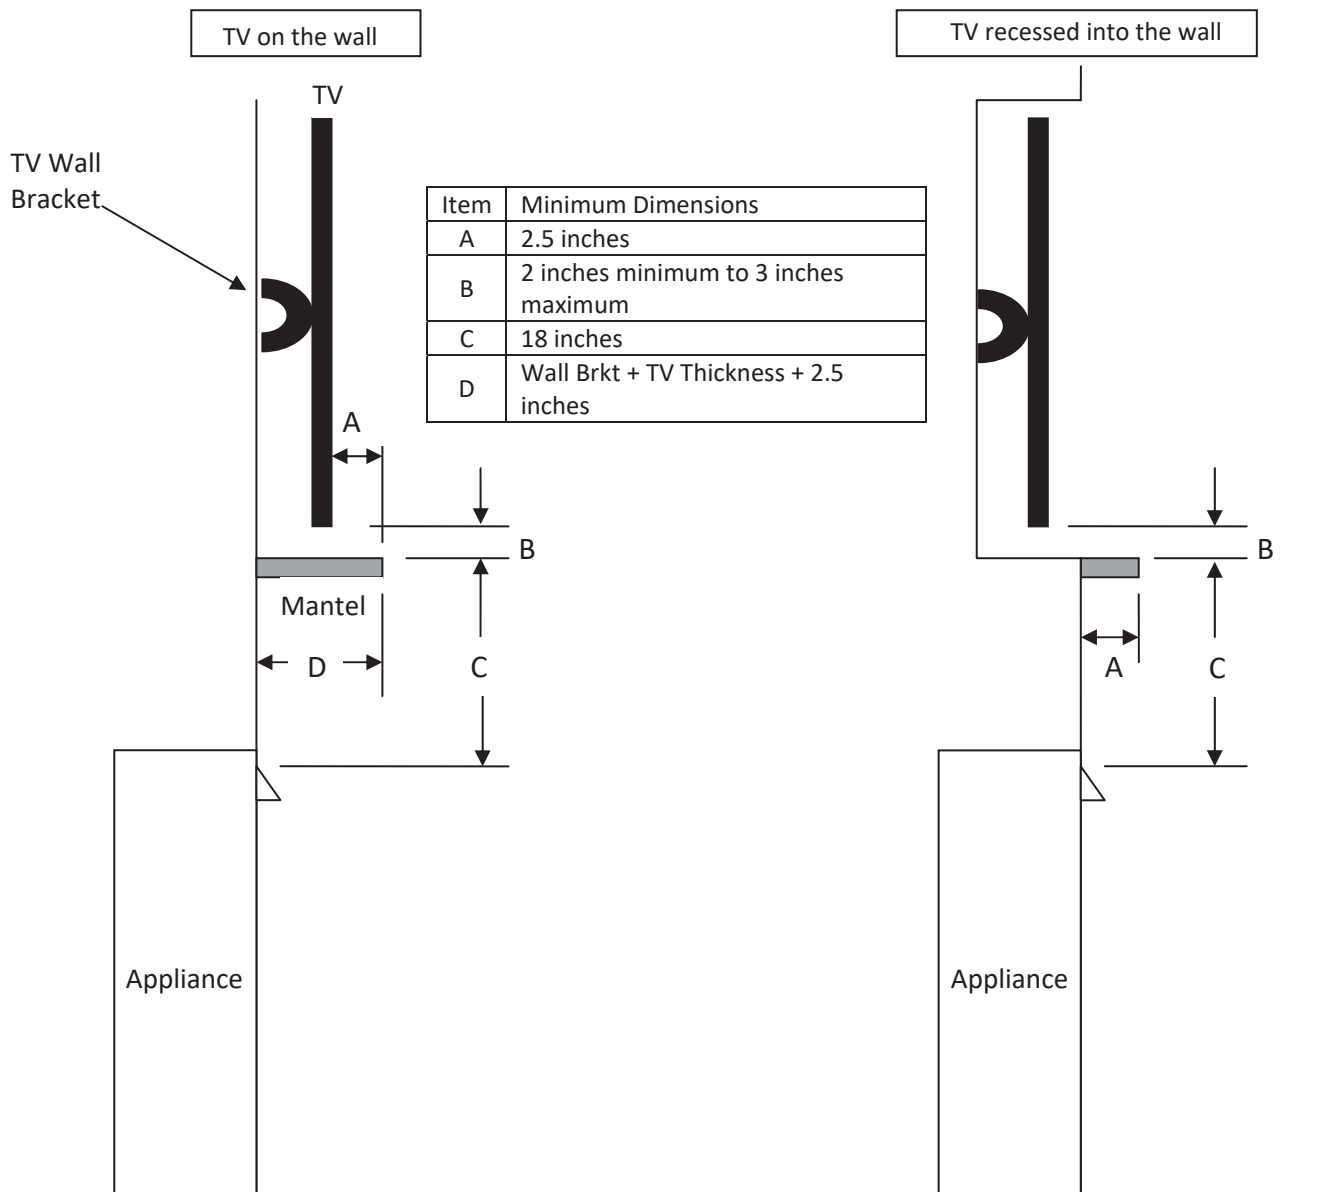 TV on the wall
TV recessed into the wall
TV
TV Wall
Bracket
Item Minimum Dimensions
A 2.5 inches
B 2 inches minimum to 3 inches
maximum
C 18 inches
D Wall Brkt + TV Thickness + 2.5
inches
A
B
B
Mantel
D
C
A
C
Appliance
Appliance